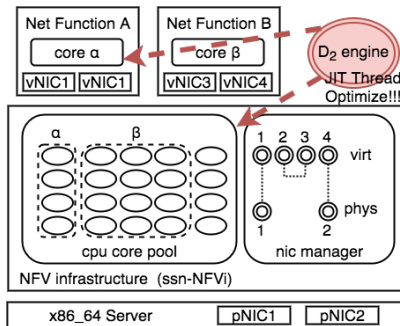 Net Function A
core α
vNIC1 vNIC1
Net Function B
core β
vNIC3 vNIC4
D2 engine
JIT Thread
Optimize!!!
α β
cpu core pool
1 2 3 4
virt
phys
1 2
nic manager
NFV infrastructure (ssn-NFVi)
x86_64 Server pNIC1 pNIC2